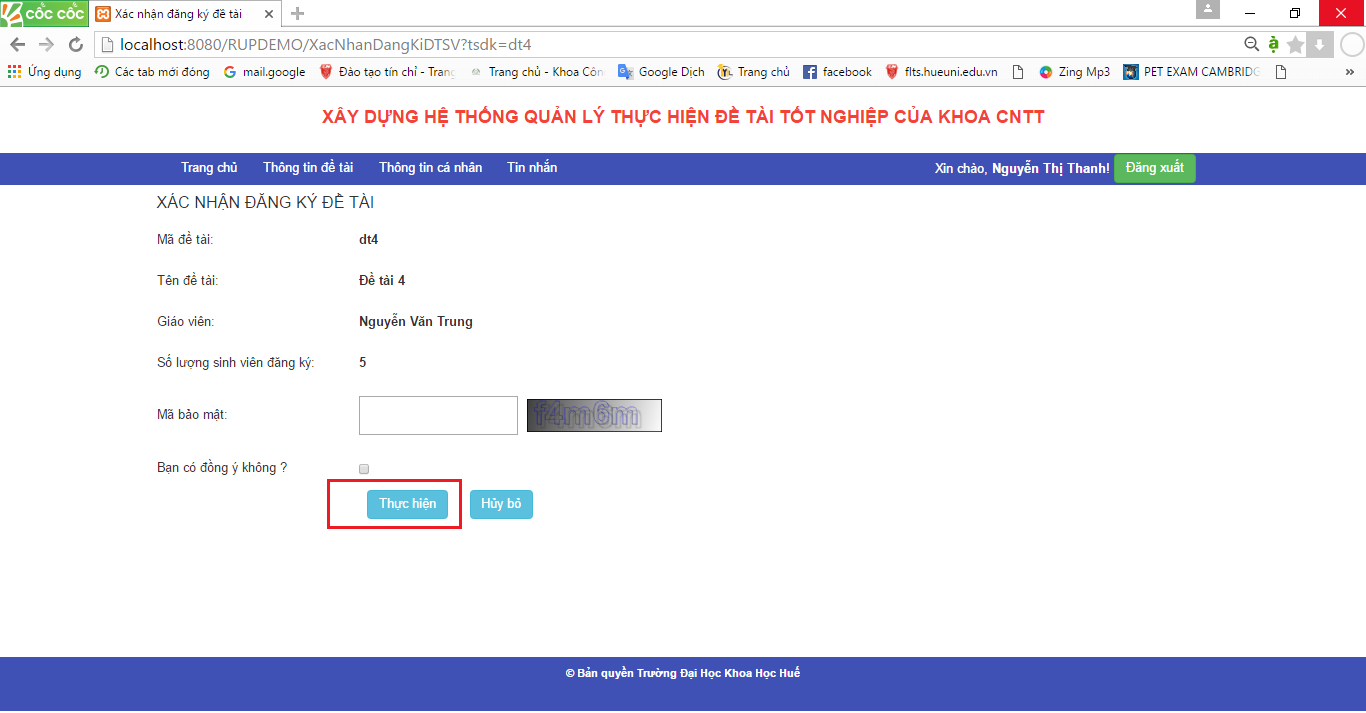 cốc cốc Xác nhận đăng ký đề tài
localhost:8080/RUPDEMO/XacNhanDangKiDTSV?tsdk=dt4
Ứng dụng Các tab mới đóng mail.google Đào tạo tín chỉ - Trang Trang chủ - Khoa Côn Google Dịch Trang chủ facebook flts.hueuni.edu.vn Zing Mp3 PET EXAM CAMBRIDG »
XÂY DỰNG HỆ THỐNG QUẢN LÝ THỰC HIỆN ĐỀ TÀI TỐT NGHIỆP CỦA KHOA CNTT
Trang chủ Thông tin đề tài Thông tin cá nhân Tin nhắn Xin chào, Nguyễn Thị Thanh! Đăng xuất
XÁC NHẬN ĐĂNG KÝ ĐỀ TÀI
Mã đề tài: dt4
Tên đề tài: Đề tài 4
Giáo viên: Nguyễn Văn Trung
Số lượng sinh viên đăng ký: 5
Mã bảo mật: f4m6m
Bạn có đồng ý không ?
Thực hiện Hủy bỏ
© Bản quyền Trường Đại Học Khoa Học Huế